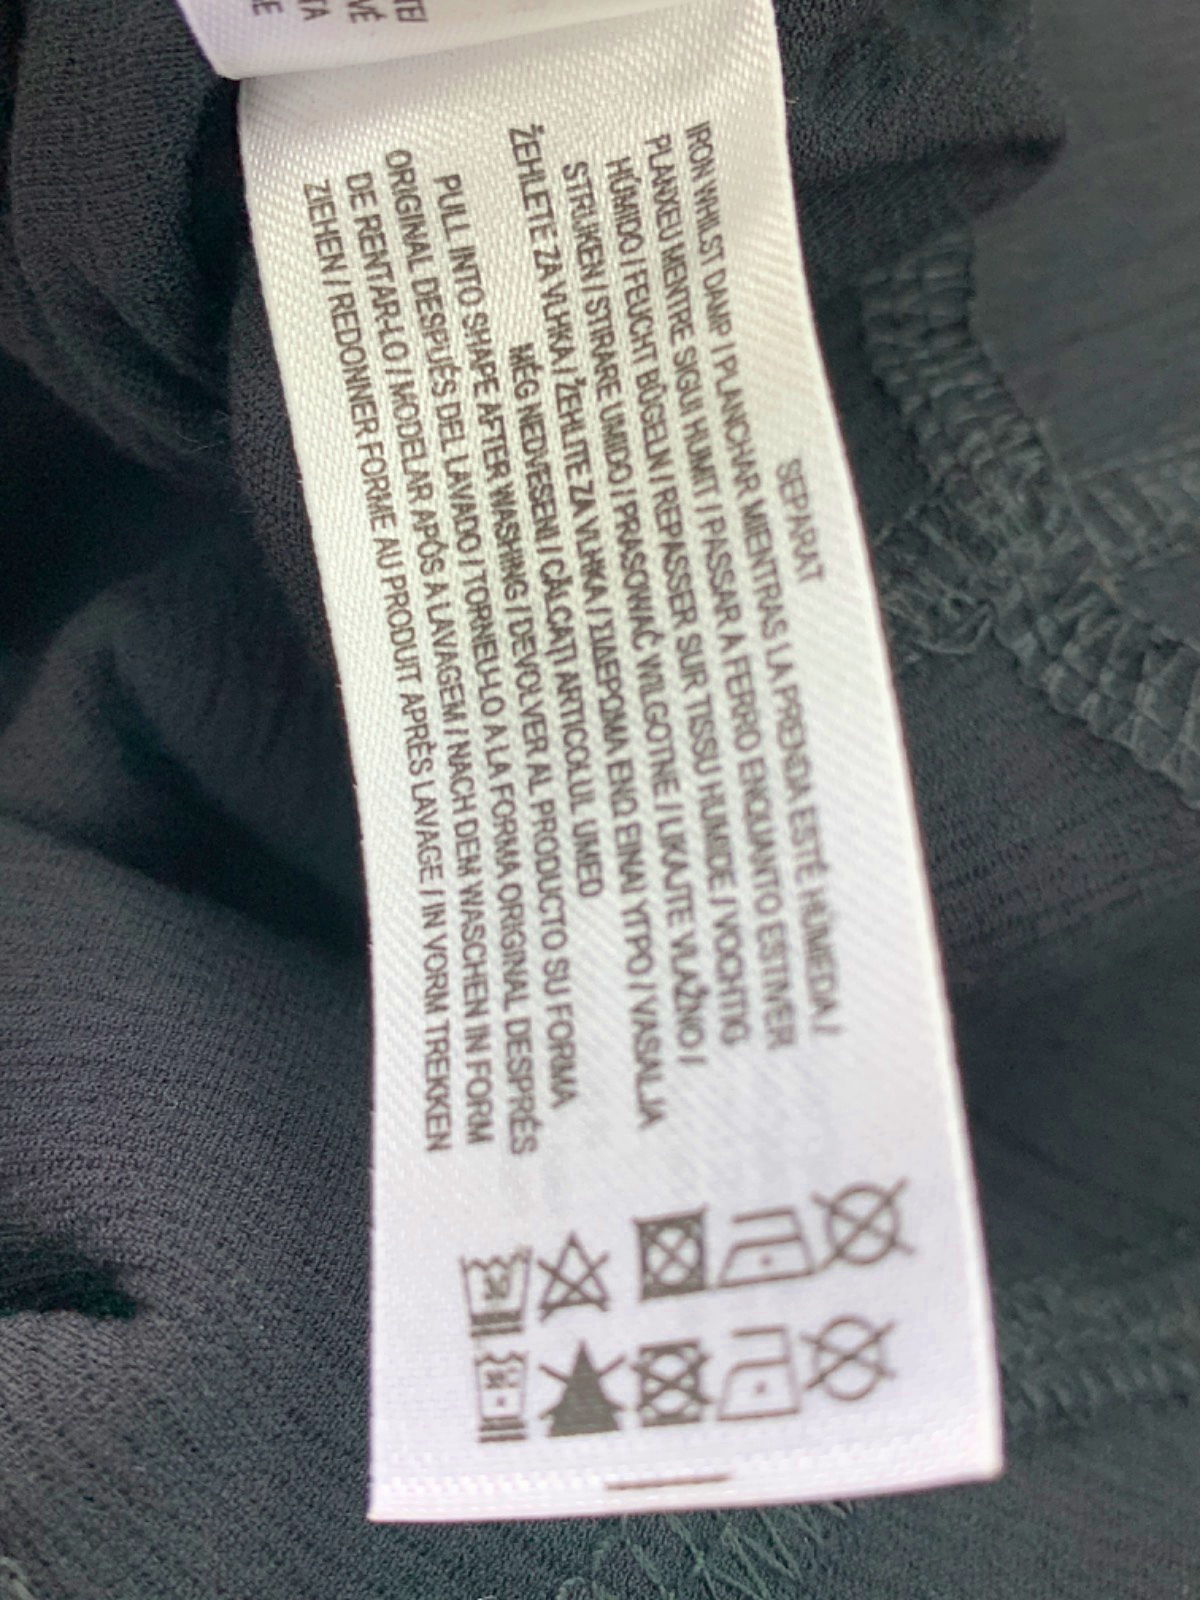 SEPARAT
IRON WHILST DAMP / PLANCHAR MIENTRAS LA PRENDA ESTÉ HÚMEDA /
PLANXEU MENTRE SIGUI HUMIT / PASSAR A FERRO ENQUANTO ESTIVER
HÚMIDO / FEUCHT BÜGELN / REPASSER SUR TISSU HUMIDE / VOCHTIG
STRIJKEN / STIRARE UMIDO / PRASOWAĆ WILGOTNE / LIKAJTE VLAŽNO /
ŽEHLETE ZA VLHKA / ŽEHLITE ZA VLHKA / ΣΙΔΕΡΩΜΑ ΕΝΩ ΕΙΝΑΙ ΥΓΡΟ / VASALJA
MÉG NEDVESEN! / CĂLCAȚI ARTICOLUL UMED
PULL INTO SHAPE AFTER WASHING / DEVOLVER AL PRODUCTO SU FORMA
ORIGINAL DESPUÉS DEL LAVADO / TORNEU-LO A LA FORMA ORIGINAL DESPRÉS
DE RENTAR-LO / MODELAR APÓS A LAVAGEM / NACH DEM WASCHEN IN FORM
ZIEHEN / REDONNER FORME AU PRODUIT APRÈS LAVAGE / IN VORM TREKKEN